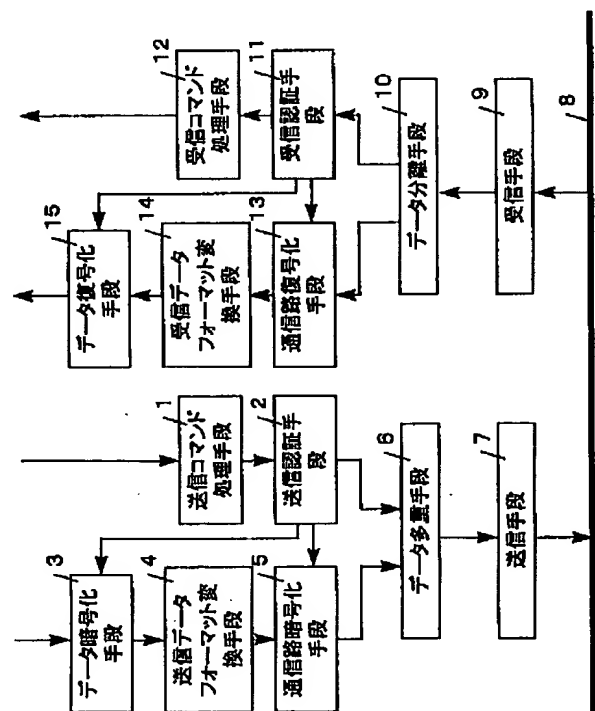 12
受信コマンド
処理手段
11
受信認証手
段
10
データ分離手段
9
受信手段
8
15
データ復号化
手段
14
受信データ
フォーマット変
換手段
13
通信路復号化
手段
1
送信コマンド
処理手段
2
送信認証手
段
6
データ多重手段
7
送信手段
3
データ暗号化
手段
4
送信データ
フォーマット変
換手段
5
通信路暗号化
手段